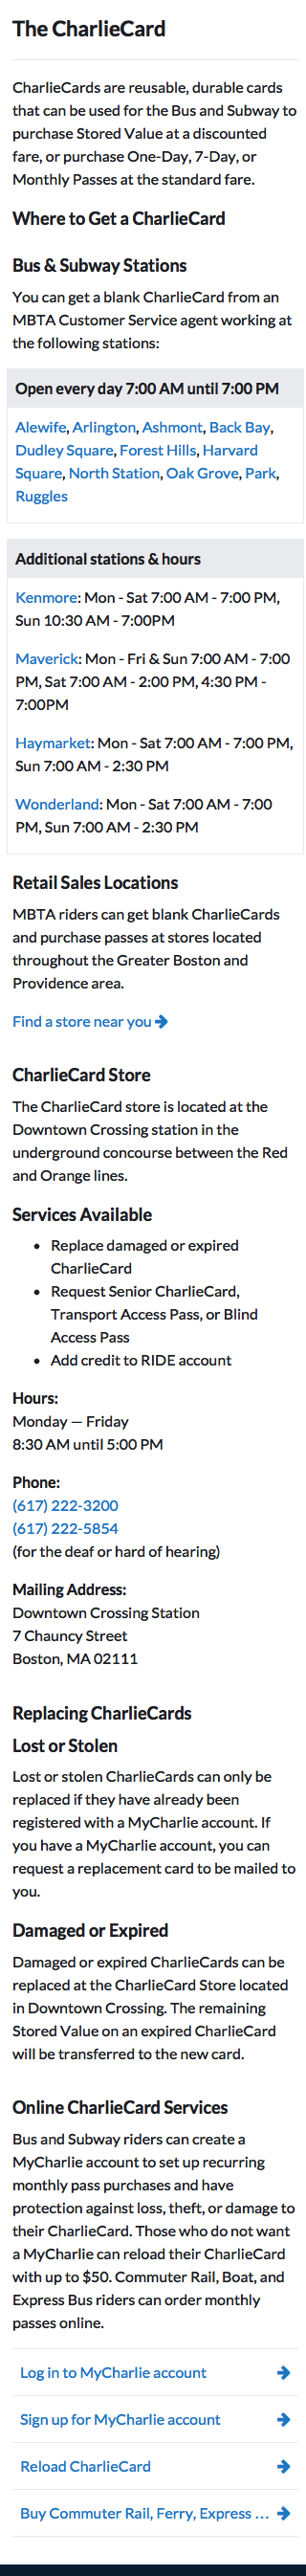 The CharlieCard
CharlieCards are reusable, durable cards
that can be used for the Bus and Subway to
purchase Stored Value at a discounted
fare, or purchase One-Day, 7-Day, or
Monthly Passes at the standard fare.
Where to Get a CharlieCard
Bus & Subway Stations
You can get a blank CharlieCard from an
MBTA Customer Service agent working at
the following stations:
Open every day 7:00 AM until 7:00 PM
Alewife, Arlington, Ashmont, Back Bay,
Dudley Square, Forest Hills, Harvard
Square, North Station, Oak Grove, Park,
Ruggles
Additional stations & hours
Kenmore: Mon - Sat 7:00 AM - 7:00 PM,
Sun 10:30 AM - 7:00PM
Maverick: Mon - Fri & Sun 7:00 AM - 7:00
PM, Sat 7:00 AM - 2:00 PM, 4:30 PM -
7:00PM
Haymarket: Mon - Sat 7:00 AM - 7:00 PM,
Sun 7:00 AM - 2:30 PM
Wonderland: Mon - Sat 7:00 AM - 7:00
PM, Sun 7:00 AM - 2:30 PM
Retail Sales Locations
MBTA riders can get blank CharlieCards
and purchase passes at stores located
throughout the Greater Boston and
Providence area.
Find a store near you
CharlieCard Store
The CharlieCard store is located at the
Downtown Crossing station in the
underground concourse between the Red
and Orange lines.
Services Available
• Replace damaged or expired
CharlieCard
• Request Senior CharlieCard,
Transport Access Pass, or Blind
Access Pass
• Add credit to RIDE account
Hours:
Monday — Friday
8:30 AM until 5:00 PM
Phone:
(617) 222-3200
(617) 222-5854
(for the deaf or hard of hearing)
Mailing Address:
Downtown Crossing Station
7 Chauncy Street
Boston, MA 02111
Replacing CharlieCards
Lost or Stolen
Lost or stolen CharlieCards can only be
replaced if they have already been
registered with a MyCharlie account. If
you have a MyCharlie account, you can
request a replacement card to be mailed to
you.
Damaged or Expired
Damaged or expired CharlieCards can be
replaced at the CharlieCard Store located
in Downtown Crossing. The remaining
Stored Value on an expired CharlieCard
will be transferred to the new card.
Online CharlieCard Services
Bus and Subway riders can create a
MyCharlie account to set up recurring
monthly pass purchases and have
protection against loss, theft, or damage to
their CharlieCard. Those who do not want
a MyCharlie can reload their CharlieCard
with up to $50. Commuter Rail, Boat, and
Express Bus riders can order monthly
passes online.
Log in to MyCharlie account
Sign up for MyCharlie account
Reload CharlieCard
Buy Commuter Rail, Ferry, Express ...